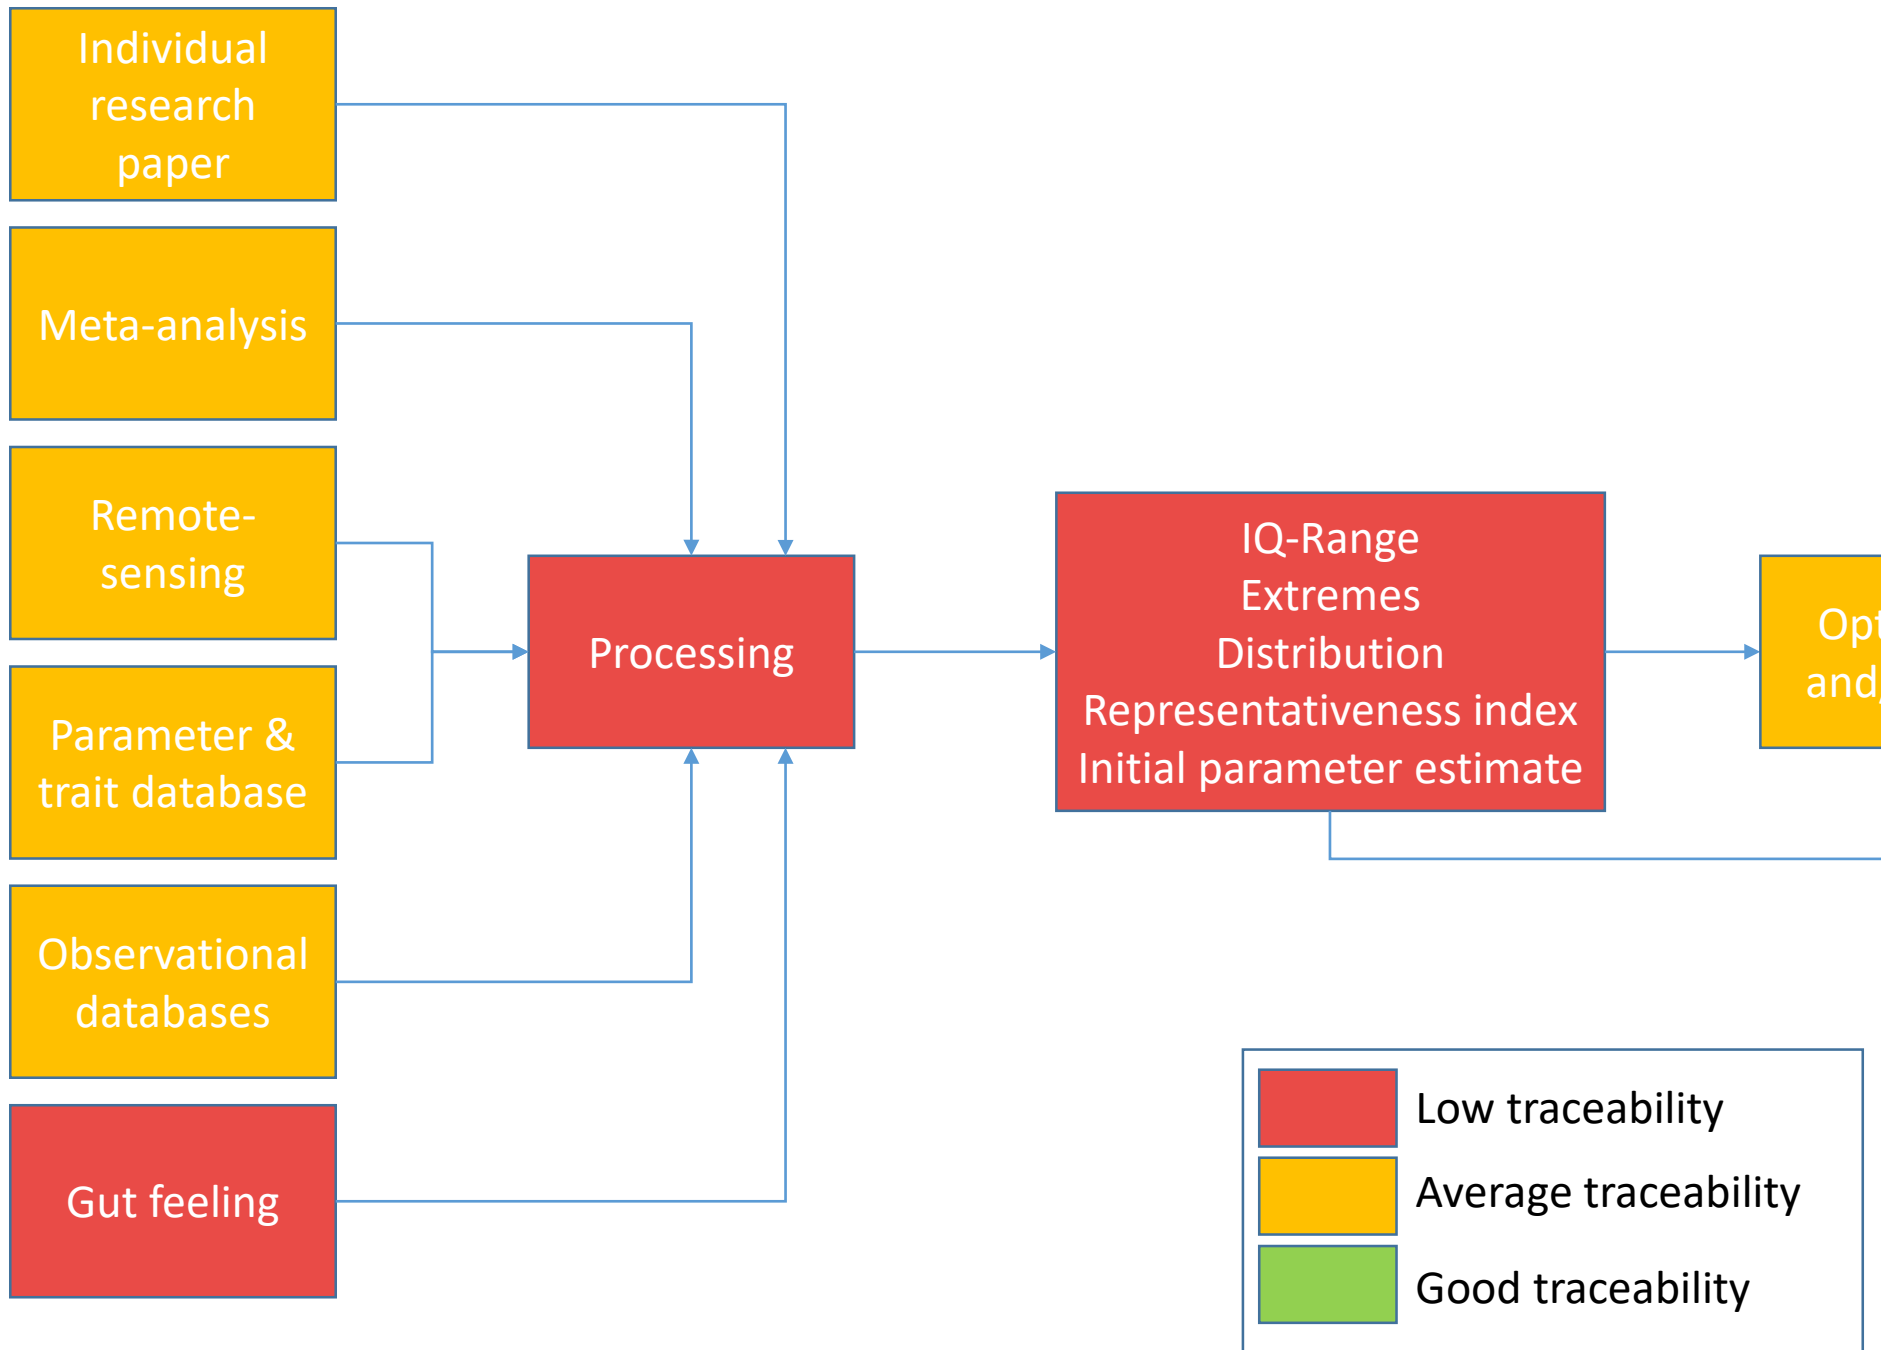 Individual
research
paper
Meta-analysis
Remote-
sensing
Parameter &
trait database
Observational
databases
Gut feeling
Processing
IQ-Range
Extremes
Distribution
Representativeness index
Initial parameter estimate
and
Low traceability
Average traceability
Good traceability